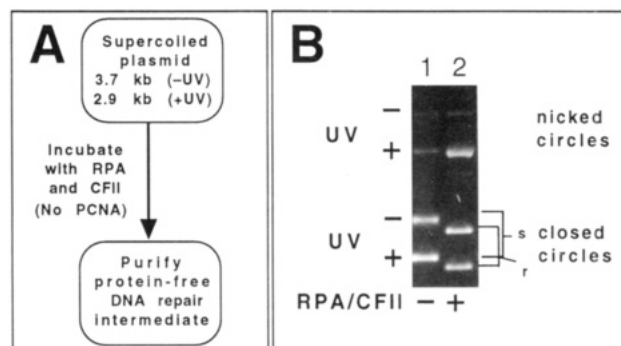 A
Supercoiled
plasmid
3.7 kb (–UV)
2.9 kb (+UV)
Incubate
with RPA
and CFII
(No PCNA)
Purify
protein-free
DNA repair
intermediate
B
1 2
– nicked
UV circles
+
–
UV s closed
+ circles
r
RPA/CFII – +